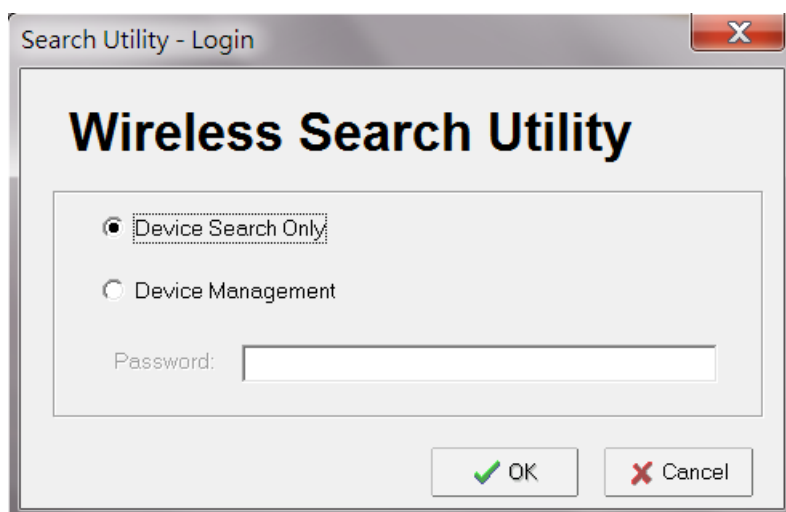 Search Utility - Login
Wireless Search Utility
Device Search Only
Device Management
Password:
OK
Cancel